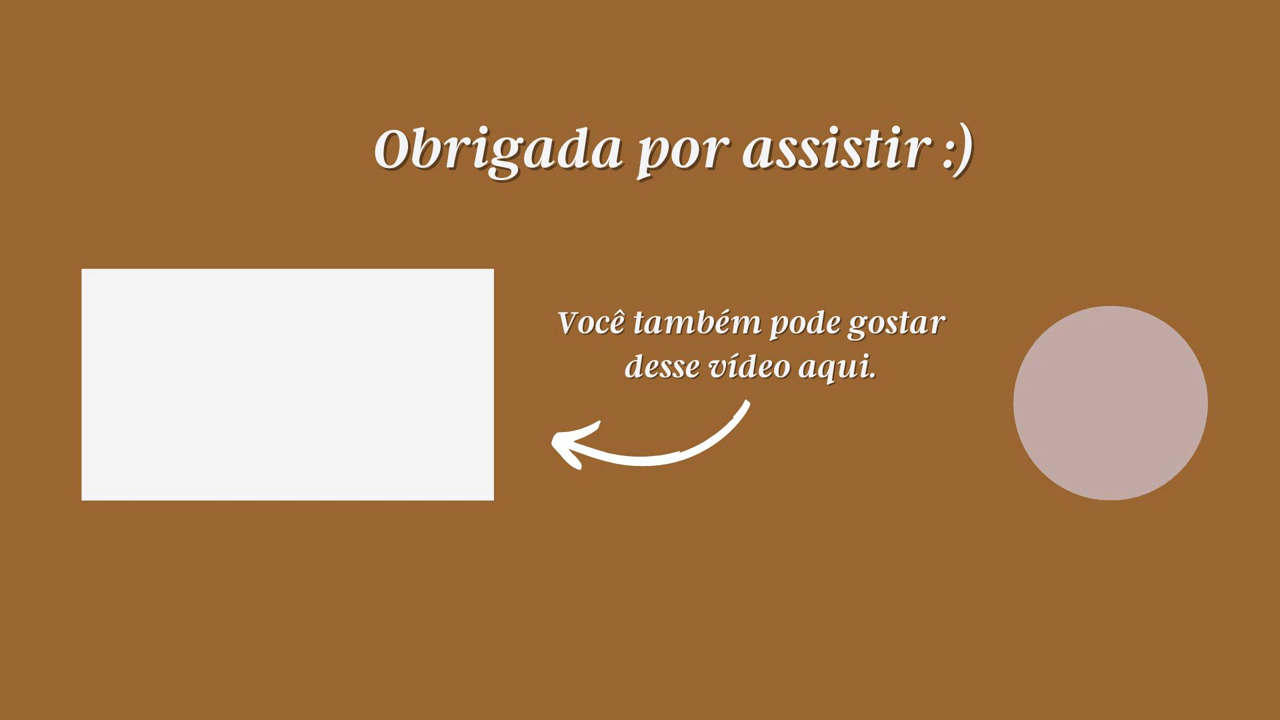 Obrigada por assistir :)
Você também pode gostar
desse vídeo aqui.